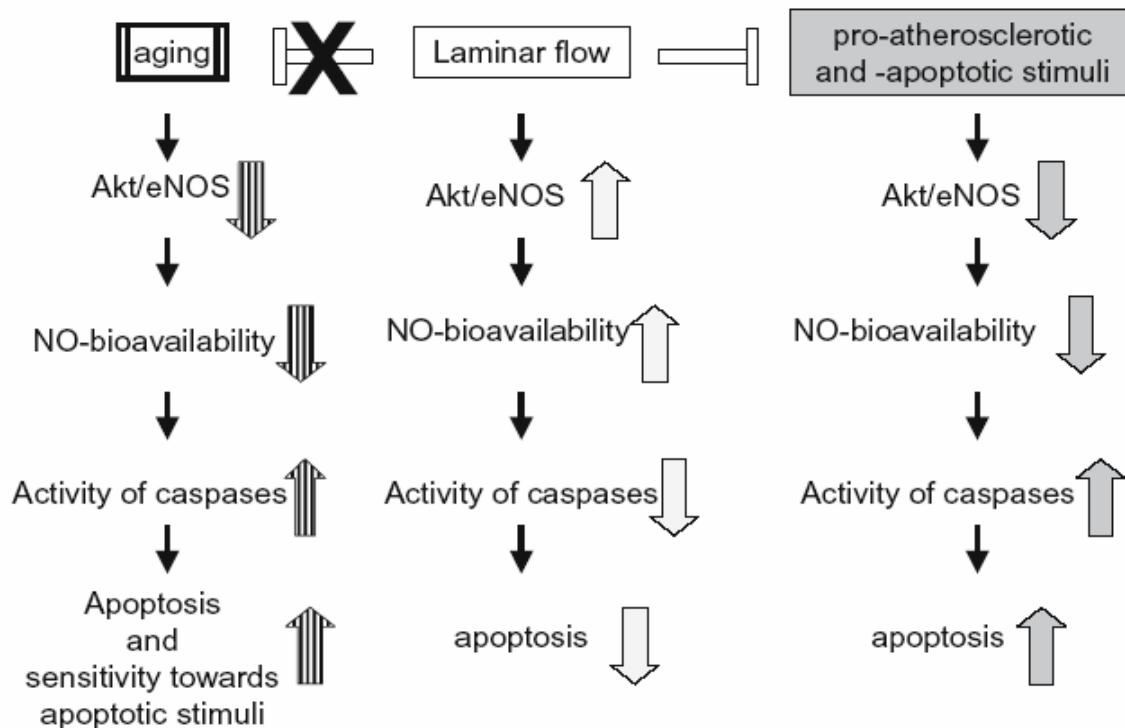 aging
Laminar flow
pro-atherosclerotic
and -apoptotic stimuli
Akt/eNOS
Akt/eNOS
Akt/eNOS
NO-bioavailability
NO-bioavailability
NO-bioavailability
Activity of caspases
Activity of caspases
Activity of caspases
Apoptosis
and
sensitivity towards
apoptotic stimuli
apoptosis
apoptosis